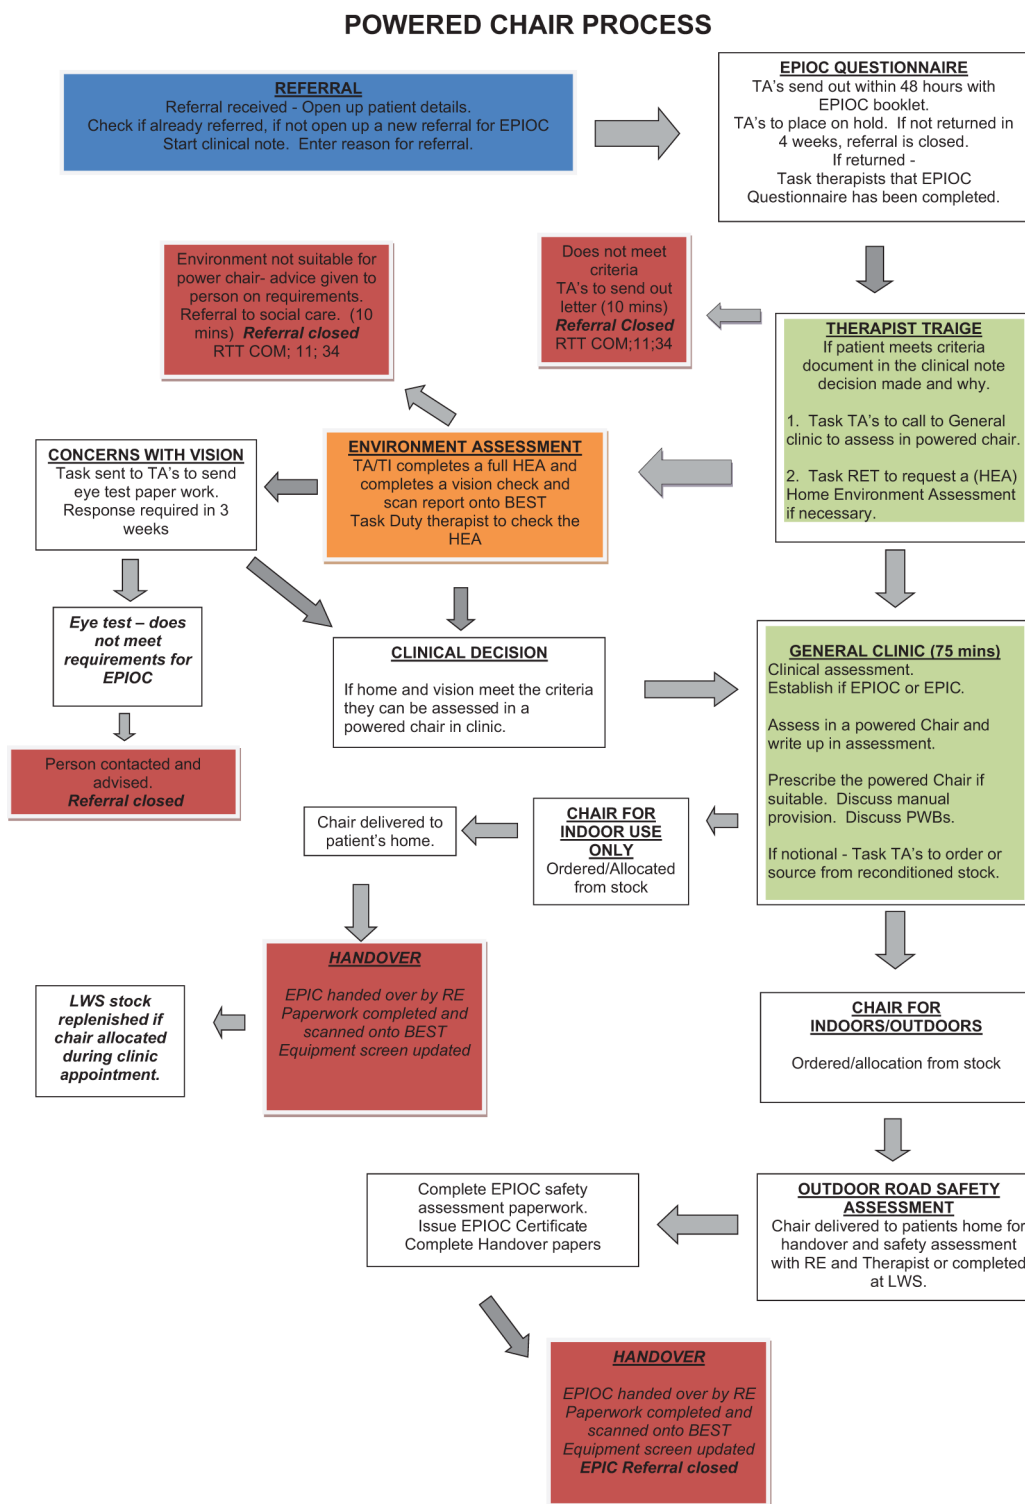 POWERED CHAIR PROCESS
REFERRAL
Referral received - Open up patient details.
Check if already referred, if not open up a new referral for EPIOC
Start clinical note.  Enter reason for referral.
EPIOC QUESTIONNAIRE
TA's send out within 48 hours with
EPIOC booklet.
TA's to place on hold.  If not returned in
4 weeks, referral is closed.
If returned -
Task therapists that EPIOC
Questionnaire has been completed.
Environment not suitable for
power chair- advice given to
person on requirements.
Referral to social care.  (10
mins)  Referral closed
RTT COM; 11; 34
Does not meet
criteria
TA's to send out
letter (10 mins)
Referral Closed
RTT COM;11;34
THERAPIST TRAIGE
If patient meets criteria
document in the clinical note
decision made and why.
1.  Task TA's to call to General
clinic to assess in powered chair.
2.  Task RET to request a (HEA)
Home Environment Assessment
if necessary.
CONCERNS WITH VISION
Task sent to TA's to send
eye test paper work.
Response required in 3
weeks
ENVIRONMENT ASSESSMENT
TA/TI completes a full HEA and
completes a vision check and
scan report onto BEST
Task Duty therapist to check the
HEA
Eye test – does
not meet
requirements for
EPIOC
CLINICAL DECISION
If home and vision meet the criteria
they can be assessed in a
powered chair in clinic.
GENERAL CLINIC (75 mins)
Clinical assessment.
Establish if EPIOC or EPIC.
Assess in a powered Chair and
write up in assessment.
Prescribe the powered Chair if
suitable.  Discuss manual
provision.  Discuss PWBs.
If notional - Task TA's to order or
source from reconditioned stock.
Person contacted and
advised.
Referral closed
Chair delivered to
patient's home.
CHAIR FOR
INDOOR USE
ONLY
Ordered/Allocated
from stock
HANDOVER
EPIC handed over by RE
Paperwork completed and
scanned onto BEST
Equipment screen updated
LWS stock
replenished if
chair allocated
during clinic
appointment.
CHAIR FOR
INDOORS/OUTDOORS
Ordered/allocation from stock
Complete EPIOC safety
assessment paperwork.
Issue EPIOC Certificate
Complete Handover papers
OUTDOOR ROAD SAFETY
ASSESSMENT
Chair delivered to patients home for
handover and safety assessment
with RE and Therapist or completed
at LWS.
HANDOVER
EPIOC handed over by RE
Paperwork completed and
scanned onto BEST
Equipment screen updated
EPIC Referral closed